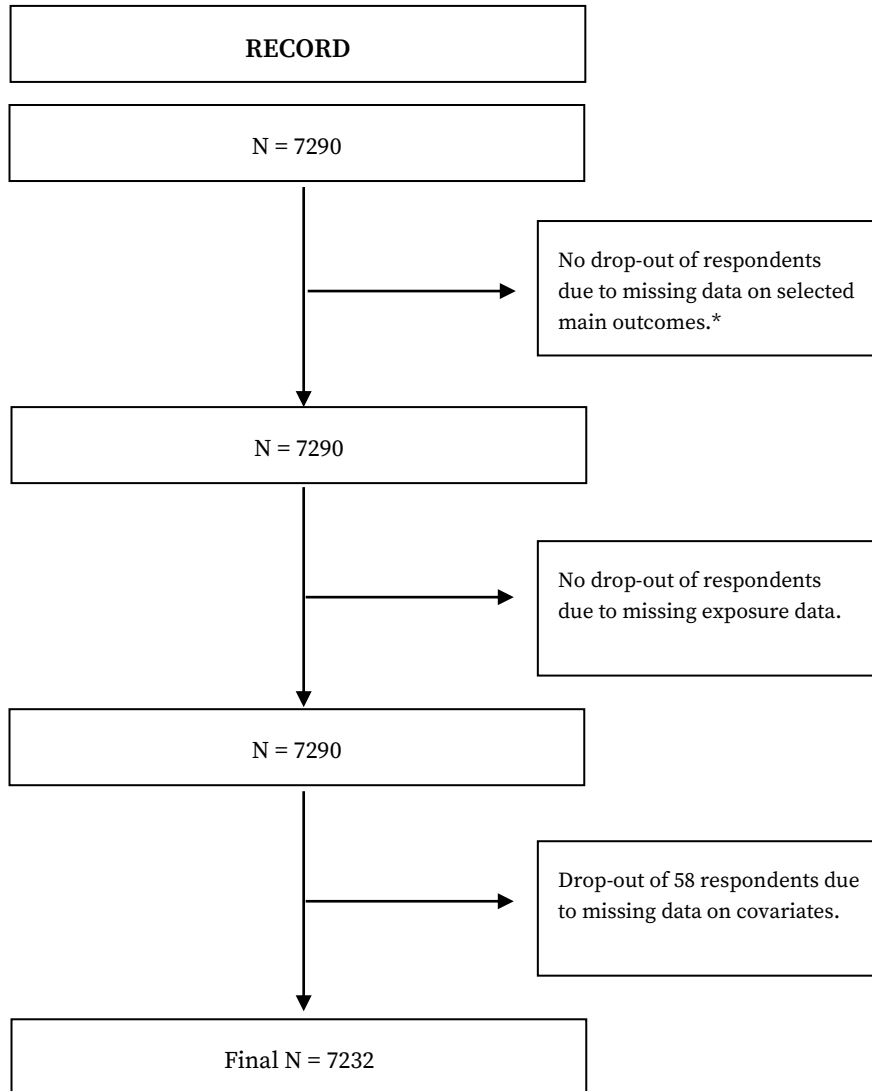 RECORD
N = 7290
No drop-out of respondents
due to missing data on selected
main outcomes.*
N = 7290
No drop-out of respondents
due to missing exposure data.
N = 7290
Drop-out of 58 respondents due
to missing data on covariates.
Final N = 7232